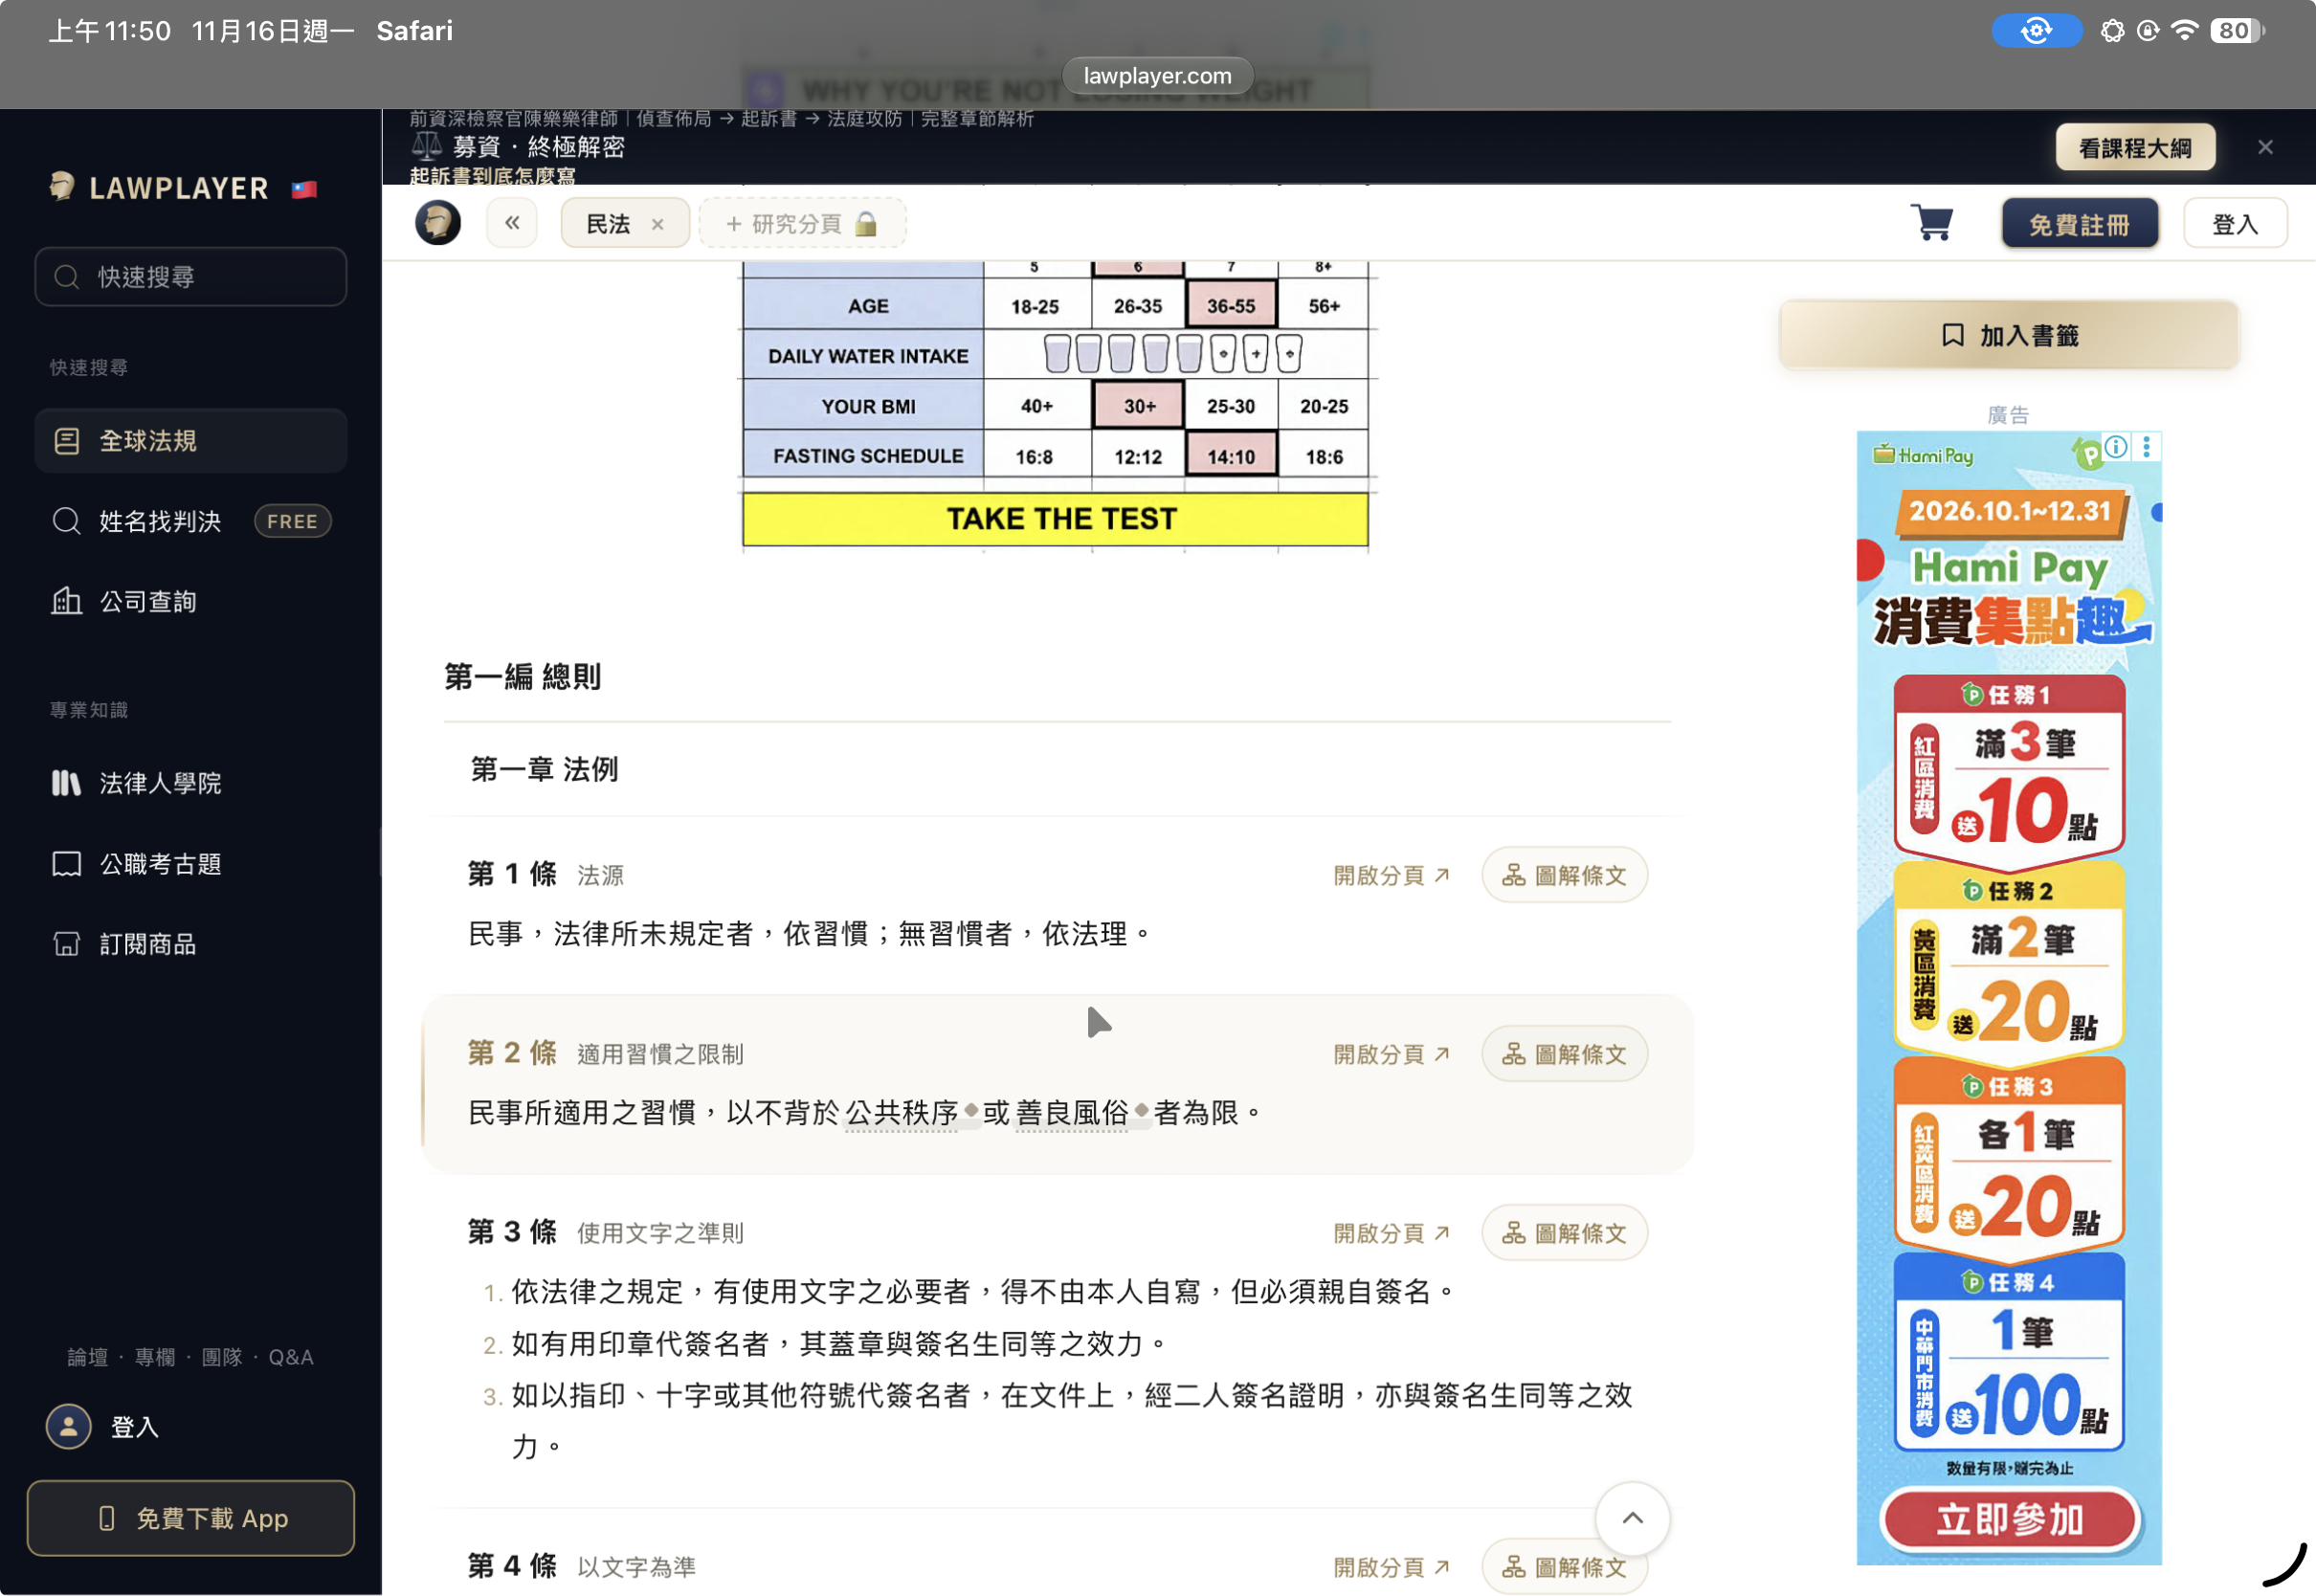 上午11:50 11月16日週一 Safari
80
lawplayer.com
WHY YOU'RE NOT LOSING WEIGHT
前資深檢察官陳樂樂律師｜偵查佈局 → 起訴書 → 法庭攻防｜完整章節解析
募資．終極解密
起訴書到底怎麼寫
看課程大綱
LAWPLAYER
民法 ×
+ 研究分頁
免費註冊
登入
快速搜尋
快速搜尋
全球法規
姓名找判決 FREE
公司查詢
專業知識
法律人學院
公職考古題
訂閱商品
論壇 · 專欄 · 團隊 · Q&A
登入
免費下載 App
5 6 7 8+
AGE 18-25 26-35 36-55 56+
DAILY WATER INTAKE
YOUR BMI 40+ 30+ 25-30 20-25
FASTING SCHEDULE 16:8 12:12 14:10 18:6
TAKE THE TEST
第一編 總則
第一章 法例
第 1 條 法源 開啟分頁 圖解條文
民事，法律所未規定者，依習慣；無習慣者，依法理。
第 2 條 適用習慣之限制 開啟分頁 圖解條文
民事所適用之習慣，以不背於公共秩序或善良風俗者為限。
第 3 條 使用文字之準則 開啟分頁 圖解條文
1. 依法律之規定，有使用文字之必要者，得不由本人自寫，但必須親自簽名。
2. 如有用印章代簽名者，其蓋章與簽名生同等之效力。
3. 如以指印、十字或其他符號代簽名者，在文件上，經二人簽名證明，亦與簽名生同等之效
力。
第 4 條 以文字為準 開啟分頁 圖解條文
加入書籤
廣告
Hami Pay
2026.10.1~12.31
Hami Pay
消費集點趣
任務1
紅區消費
滿3筆
送10點
任務2
黃區消費
滿2筆
送20點
任務3
紅黃區消費
各1筆
送20點
任務4
中華門市消費
1筆
送100點
數量有限，贈完為止
立即參加